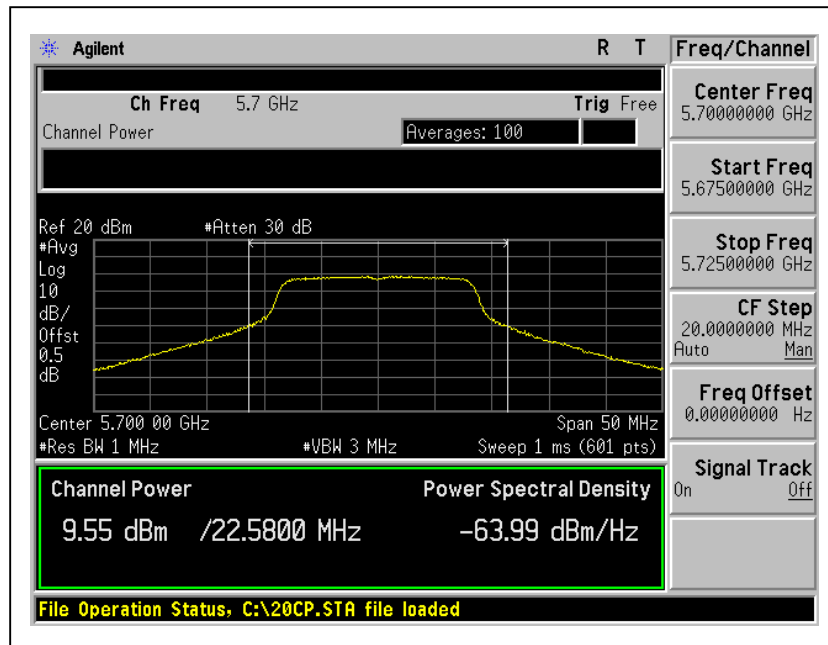 Agilent R T Freq/Channel
Ch Freq 5.7 GHz Trig Free
Channel Power Averages: 100
Center Freq
5.70000000 GHz
Start Freq
5.67500000 GHz
Stop Freq
5.72500000 GHz
CF Step
20.0000000 MHz
Auto Man
Freq Offset
0.00000000 Hz
Signal Track
On Off
Ref 20 dBm #Atten 30 dB
#Avg
Log
10
dB/
Offst
0.5
dB
Center 5.700 00 GHz Span 50 MHz
#Res BW 1 MHz #VBW 3 MHz Sweep 1 ms (601 pts)
Channel Power Power Spectral Density
9.55 dBm /22.5800 MHz -63.99 dBm/Hz
File Operation Status, C:\20CP.STA file loaded